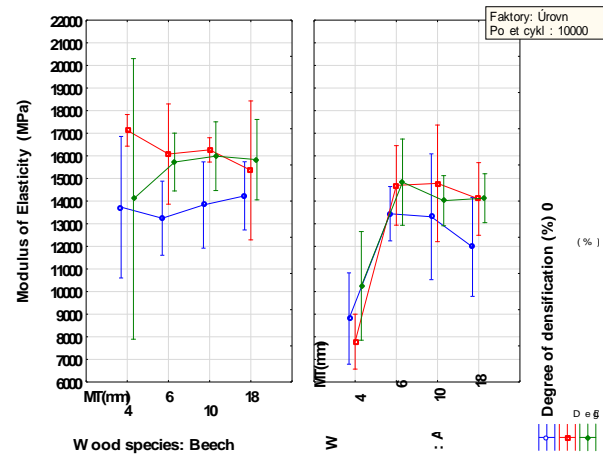 Faktory: Úrovn
Po et cykl : 10000
Modulus of Elasticity (MPa)
22000
21000
20000
19000
18000
17000
16000
15000
14000
13000
12000
11000
10000
9000
8000
7000
6000
MT(mm)
4
6
10
18
Wood species: Beech
MT(mm)
4
6
10
18
W
: A
Degree of densification (%) 0
(%)